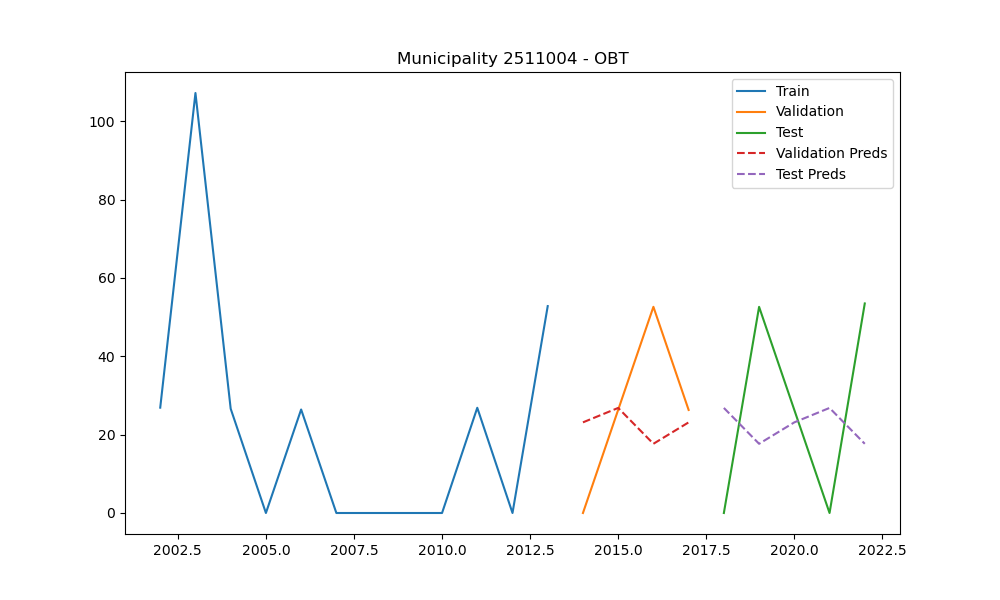 Municipality 2511004 - OBT
Train
Validation
Test
Validation Preds
Test Preds
100
80
60
40
20
0
2002.5 2005.0 2007.5 2010.0 2012.5 2015.0 2017.5 2020.0 2022.5